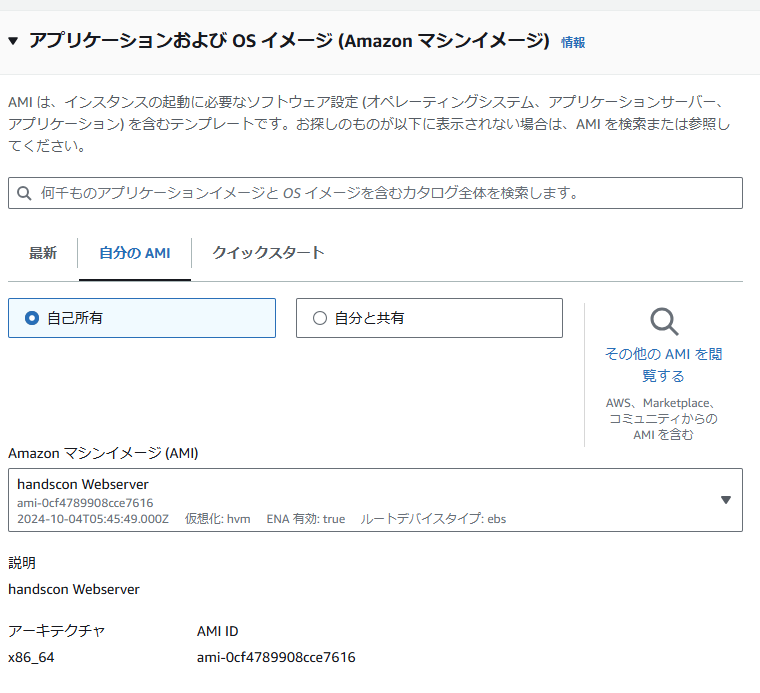 アプリケーションおよび OS イメージ (Amazon マシンイメージ) 情報
AMI は、インスタンスの起動に必要なソフトウェア設定 (オペレーティングシステム、アプリケーションサーバー、
アプリケーション) を含むテンプレートです。お探しのものが以下に表示されない場合は、AMI を検索または参照し
てください。
何千ものアプリケーションイメージと OS イメージを含むカタログ全体を検索します。
最新 自分の AMI クイックスタート
自己所有 自分と共有
その他の AMI を閲
覧する
AWS、Marketplace、
コミュニティからの
AMI を含む
Amazon マシンイメージ (AMI)
handscon Webserver
ami-0cf4789908cce7616
2024-10-04T05:45:49.000Z 仮想化: hvm ENA 有効: true ルートデバイスタイプ: ebs
説明
handscon Webserver
アーキテクチャ AMI ID
x86_64 ami-0cf4789908cce7616